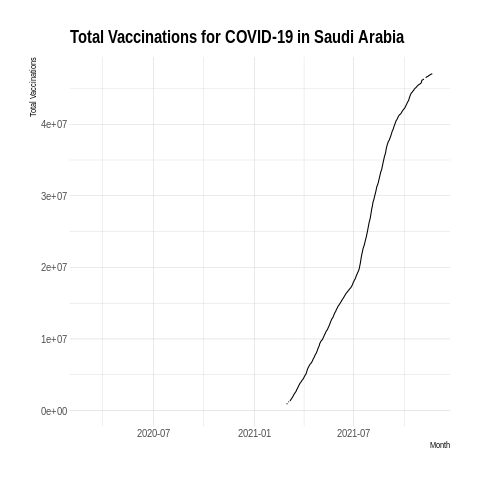 Total Vaccinations for COVID-19 in Saudi Arabia
Total Vaccinations
4e+07
3e+07
2e+07
1e+07
0e+00
2020-07 2021-01 2021-07
Month